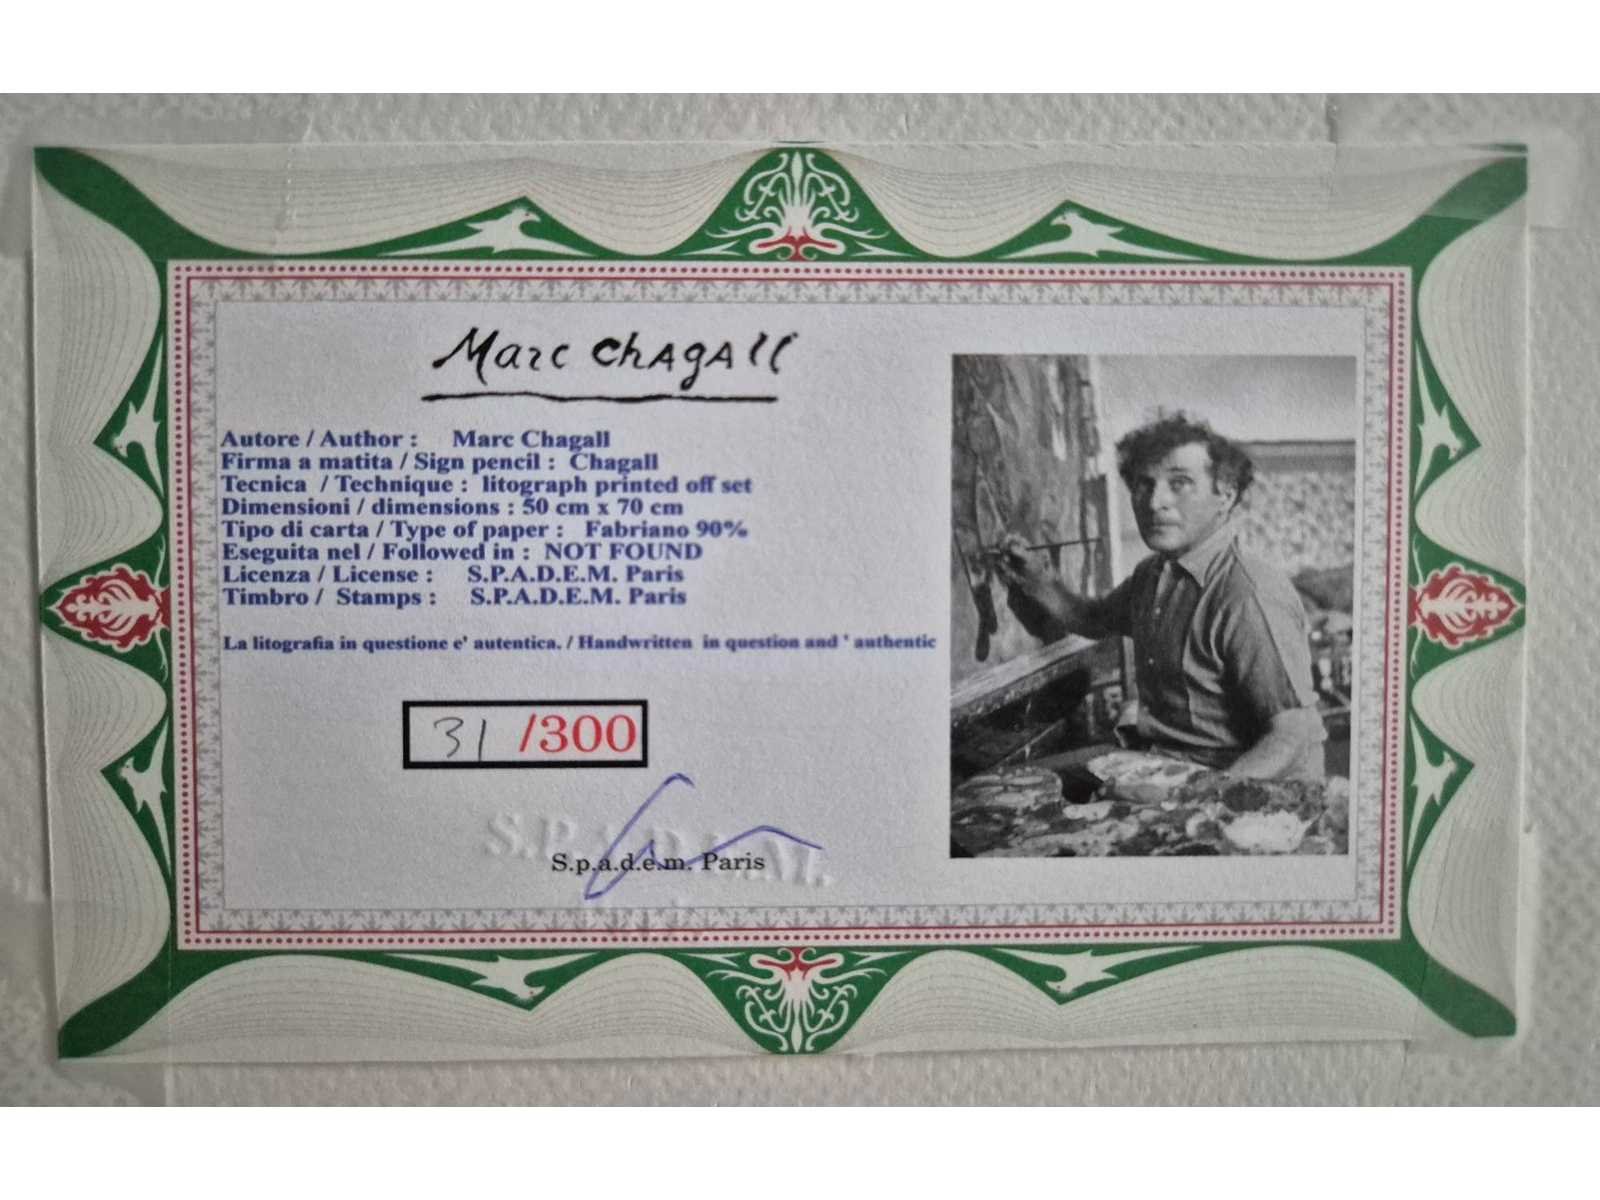 Marc Chagall
Autore / Author : Marc Chagall
Firma a matita / Sign pencil : Chagall
Tecnica / Technique : litograph printed off set
Dimensioni / dimensions : 50 cm x 70 cm
Tipo di carta / Type of paper : Fabriano 90%
Eseguita nel / Followed in : NOT FOUND
Licenza / License : S.P.A.D.E.M. Paris
Timbro / Stamps : S.P.A.D.E.M. Paris
La litografia in questione e' autentica. / Handwritten in question and ' authentic
31 /300
S.P.A.D.E.M.
S.p.a.d.e.m. Paris